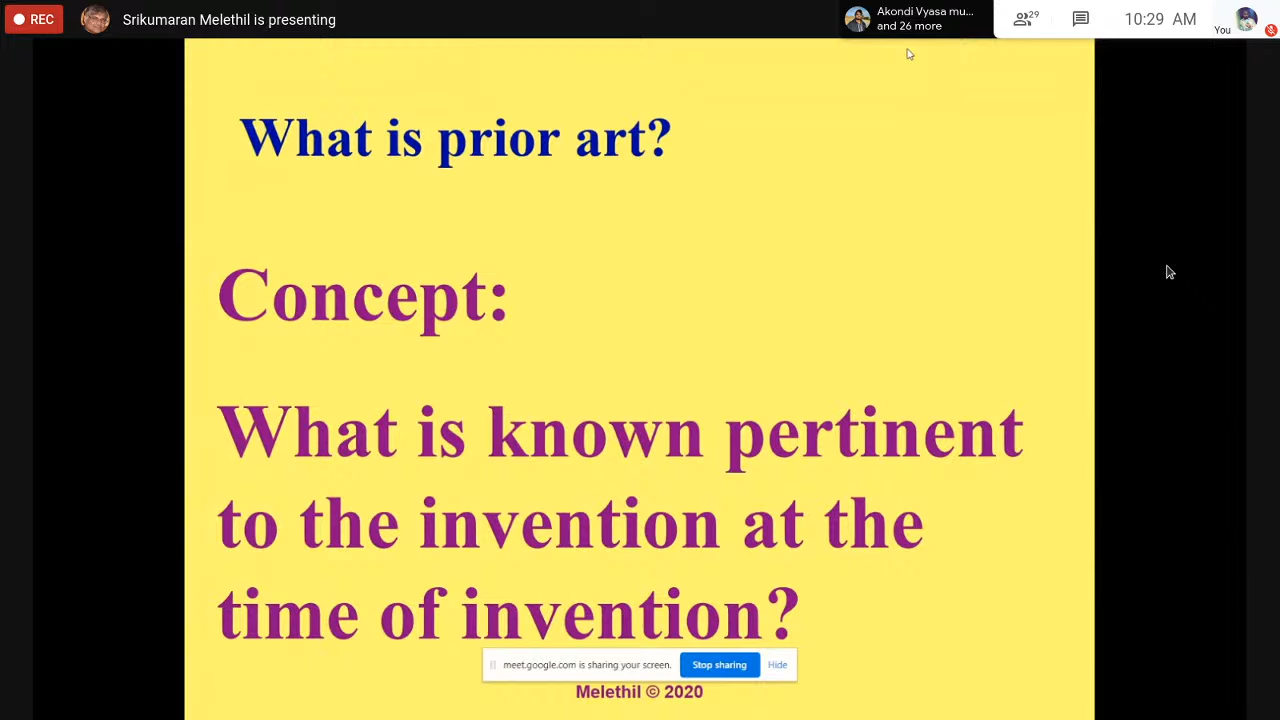 REC
Srikumaran Melethil is presenting
Akondi Vyasa mu...
and 26 more
29
10:29 AM
You
What is prior art?
Concept:
What is known pertinent
to the invention at the
time of invention?
meet.google.com is sharing your screen.
Stop sharing
Hide
Melethil © 2020